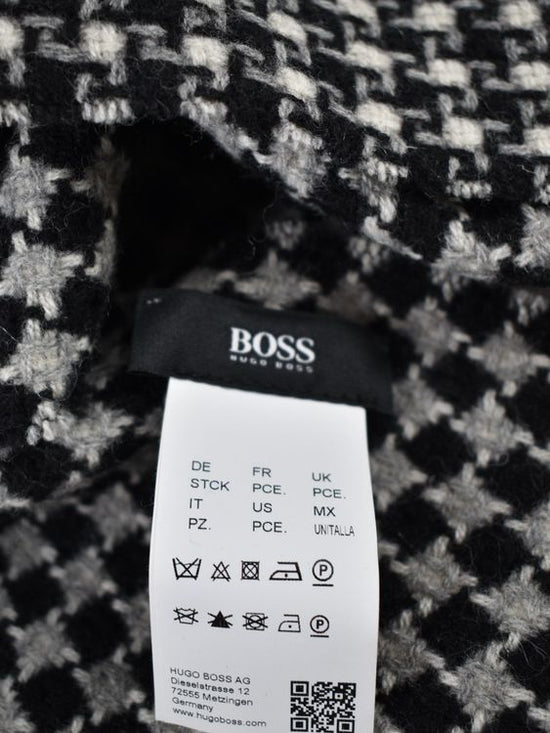 BOSS
HUGO BOSS
DE FR UK
STCK PCE. PCE.
IT US MX
PZ. PCE. UNITALLA
P
P
HUGO BOSS AG
Dieselstrasse 12
72555 Metzingen
Germany
www.hugoboss.com